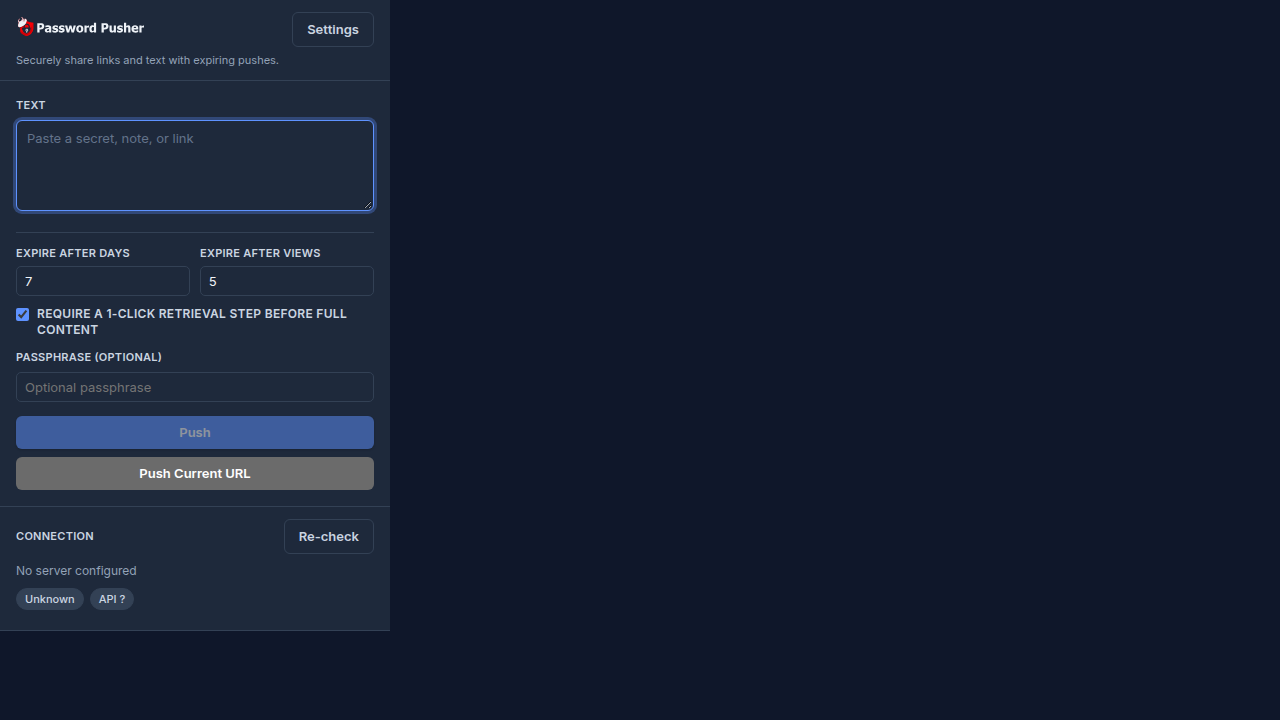 Password Pusher
Settings
Securely share links and text with expiring pushes.
TEXT
Paste a secret, note, or link
EXPIRE AFTER DAYS
EXPIRE AFTER VIEWS
7
5
REQUIRE A 1-CLICK RETRIEVAL STEP BEFORE FULL
CONTENT
PASSPHRASE (OPTIONAL)
Optional passphrase
Push
Push Current URL
CONNECTION
Re-check
No server configured
Unknown
API ?